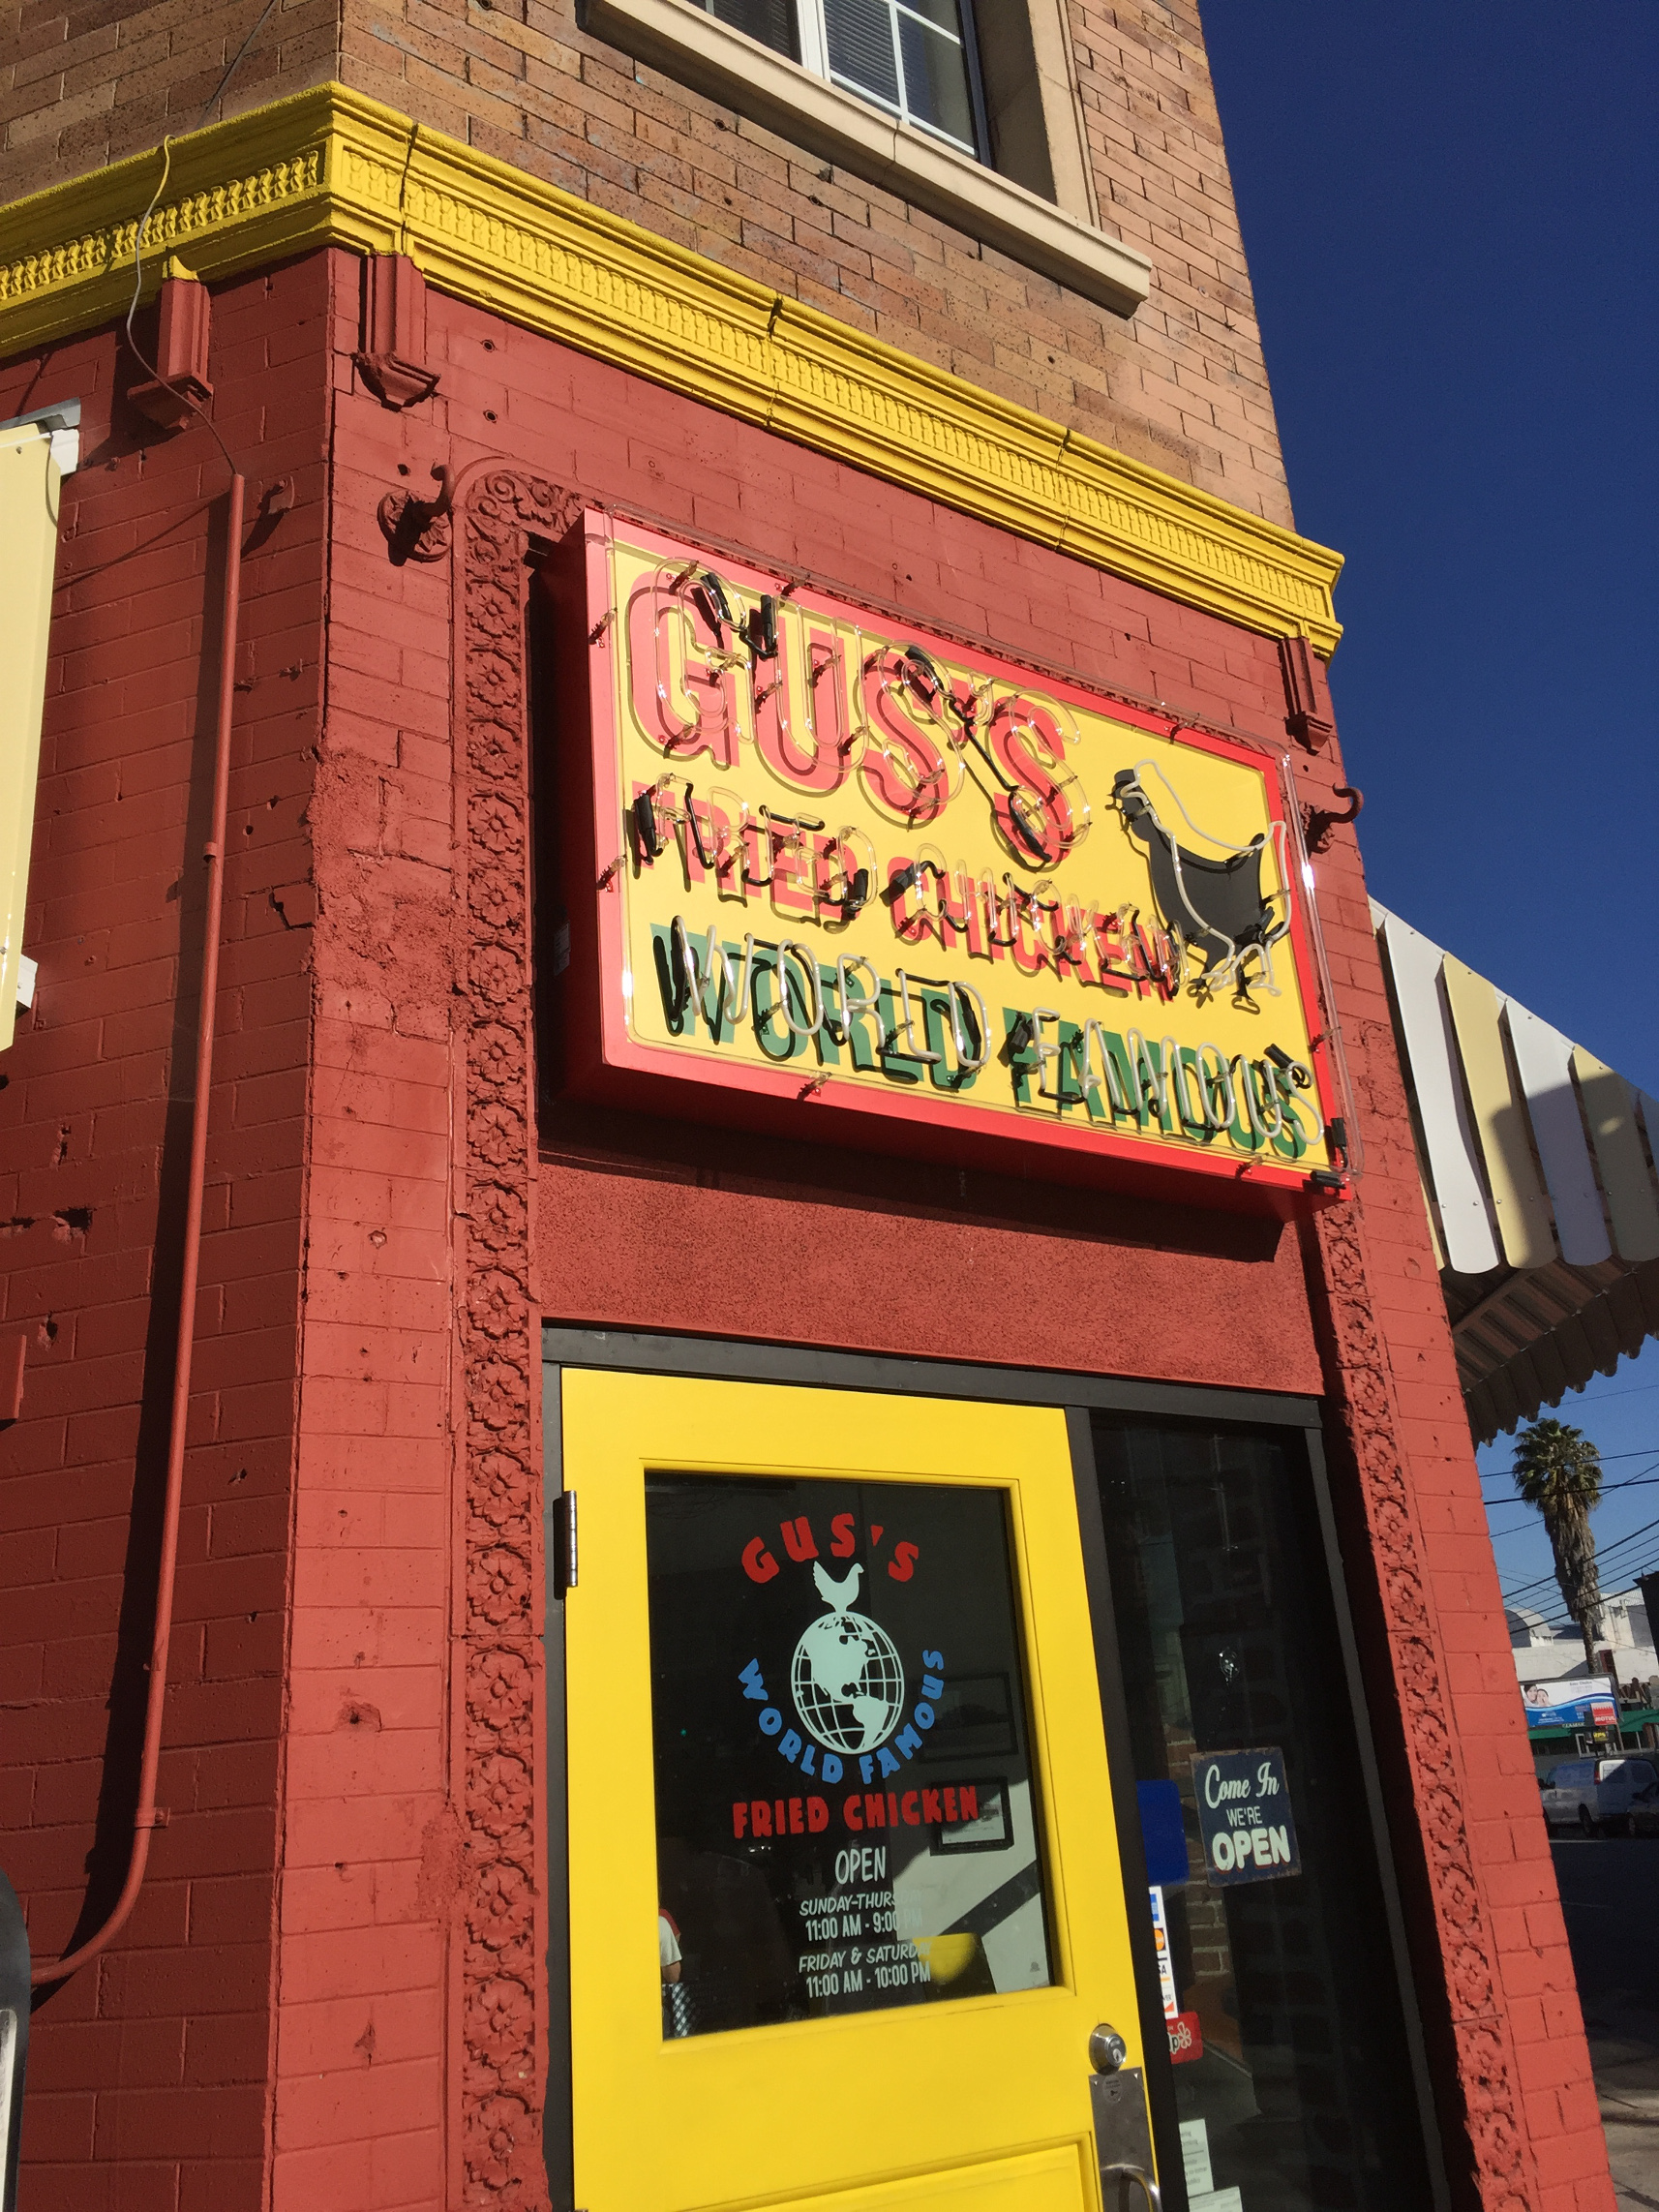 GUS'S
FRIED CHICKEN
WORLD FAMOUS
GUS'S
WORLD FAMOUS
FRIED CHICKEN
OPEN
SUNDAY-THURS
11:00 AM - 9:00 PM
FRIDAY & SATURDAY
11:00 AM - 10:00 PM
Come In
WE'RE
OPEN